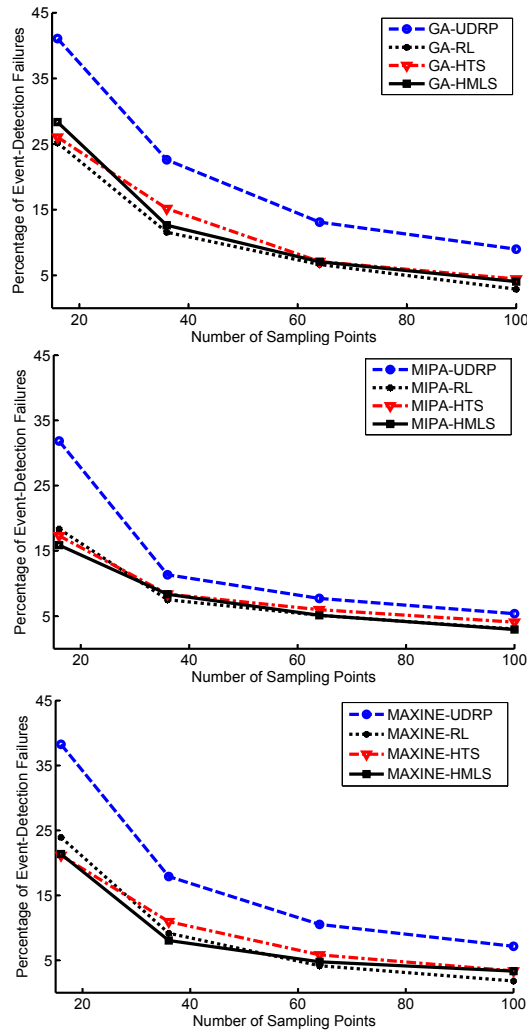 45
35
25
15
5
Percentage of Event-Detection Failures
GA-UDRP
GA-RL
GA-HTS
GA-HMLS
20
40
60
80
100
Number of Sampling Points
45
35
25
15
5
Percentage of Event-Detection Failures
MIPA-UDRP
MIPA-RL
MIPA-HTS
MIPA-HMLS
20
40
60
80
100
Number of Sampling Points
45
35
25
15
5
Percentage of Event-Detection Failures
MAXINE-UDRP
MAXINE-RL
MAXINE-HTS
MAXINE-HMLS
20
40
60
80
100
Number of Sampling Points